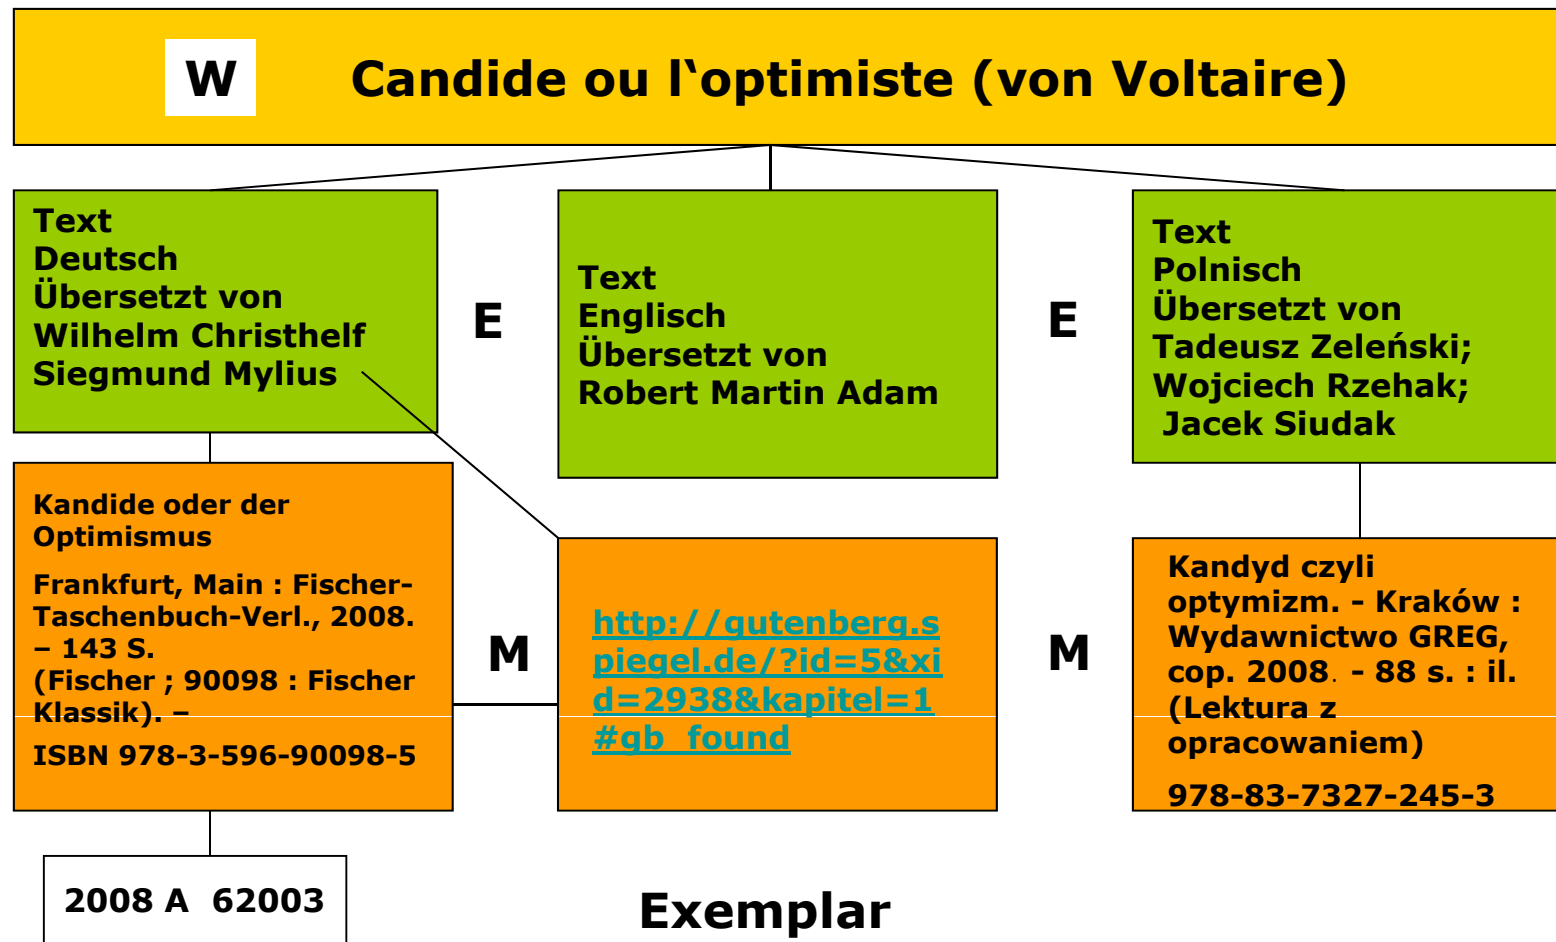 W Candide ou l‘optimiste (von Voltaire)
Text
Deutsch
Übersetzt von
Wilhelm Christhelf
Siegmund Mylius
E
Text
Englisch
Übersetzt von
Robert Martin Adam
E
Text
Polnisch
Übersetzt von
Tadeusz Zeleński;
Wojciech Rzehak;
Jacek Siudak
Kandide oder der
Optimismus
Frankfurt, Main : Fischer-
Taschenbuch-Verl., 2008.
– 143 S.
(Fischer ; 90098 : Fischer
Klassik). –
ISBN 978-3-596-90098-5
M
http://gutenberg.s
piegel.de/?id=5&xi
d=2938&kapitel=1
#gb_found
M
Kandyd czyli
optymizm. - Kraków :
Wydawnictwo GREG,
cop. 2008. - 88 s. : il.
(Lektura z
opracowaniem)
978-83-7327-245-3
2008 A 62003
Exemplar